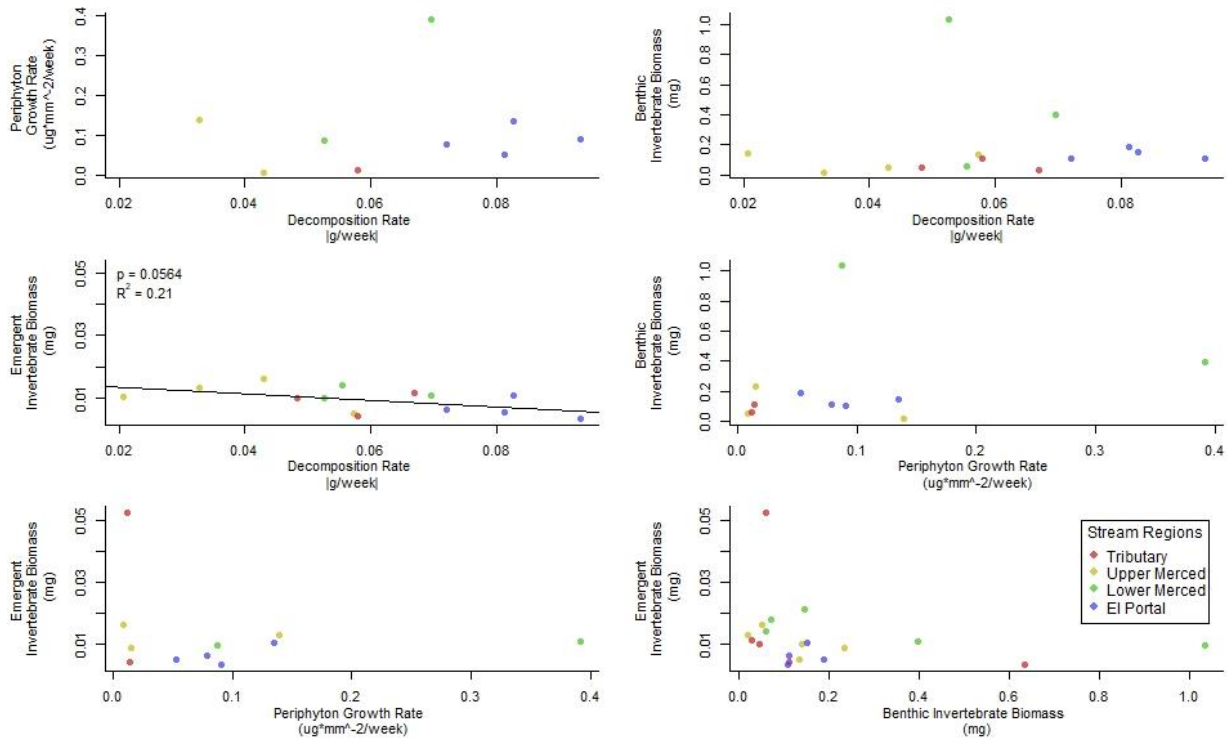 Periphyton
Growth Rate
(ug*mm^-2/week)
0.4
0.3
0.2
0.1
0.0
0.02
0.04
0.06
0.08
Decomposition Rate
|g/week|
Benthic
Invertebrate Biomass
(mg)
1.0
0.8
0.6
0.4
0.2
0.0
0.02
0.04
0.06
0.08
Decomposition Rate
|g/week|
Emergent
Invertebrate Biomass
(mg)
0.05
0.03
0.01
p = 0.0564
R² = 0.21
0.02
0.04
0.06
0.08
Decomposition Rate
|g/week|
Benthic
Invertebrate Biomass
(mg)
1.0
0.8
0.6
0.4
0.2
0.0
0.0
0.1
0.2
0.3
0.4
Periphyton Growth Rate
(ug*mm^-2/week)
Emergent
Invertebrate Biomass
(mg)
0.05
0.03
0.01
0.0
0.1
0.2
0.3
0.4
Periphyton Growth Rate
(ug*mm^-2/week)
Emergent
Invertebrate Biomass
(mg)
0.05
0.03
0.01
0.0
0.2
0.4
0.6
0.8
1.0
Benthic Invertebrate Biomass
(mg)
Stream Regions
Tributary
Upper Merced
Lower Merced
El Portal